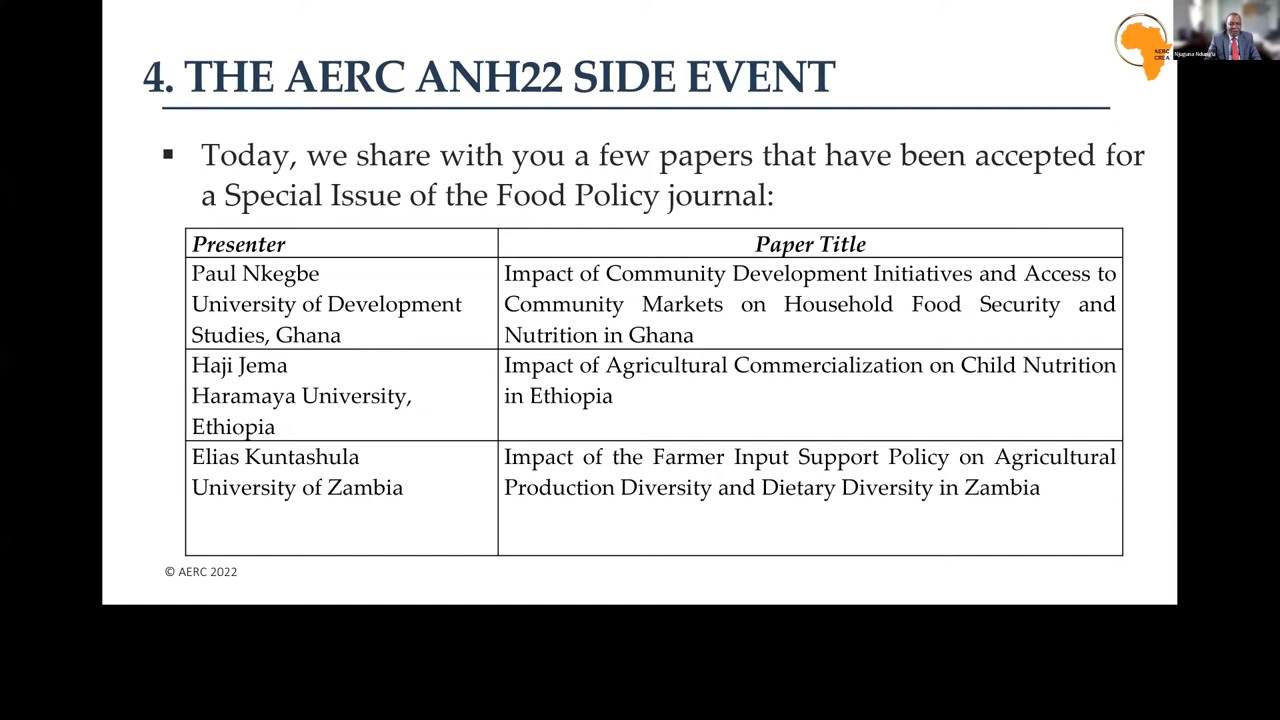 4. THE AERC ANH22 SIDE EVENT
AERC
CREA
Njuguna Ndung'u
▪ Today, we share with you a few papers that have been accepted for
a Special Issue of the Food Policy journal:
Presenter
Paper Title
Paul Nkegbe
University of Development
Studies, Ghana
Impact of Community Development Initiatives and Access to
Community Markets on Household Food Security and
Nutrition in Ghana
Haji Jema
Haramaya University,
Ethiopia
Impact of Agricultural Commercialization on Child Nutrition
in Ethiopia
Elias Kuntashula
University of Zambia
Impact of the Farmer Input Support Policy on Agricultural
Production Diversity and Dietary Diversity in Zambia
© AERC 2022